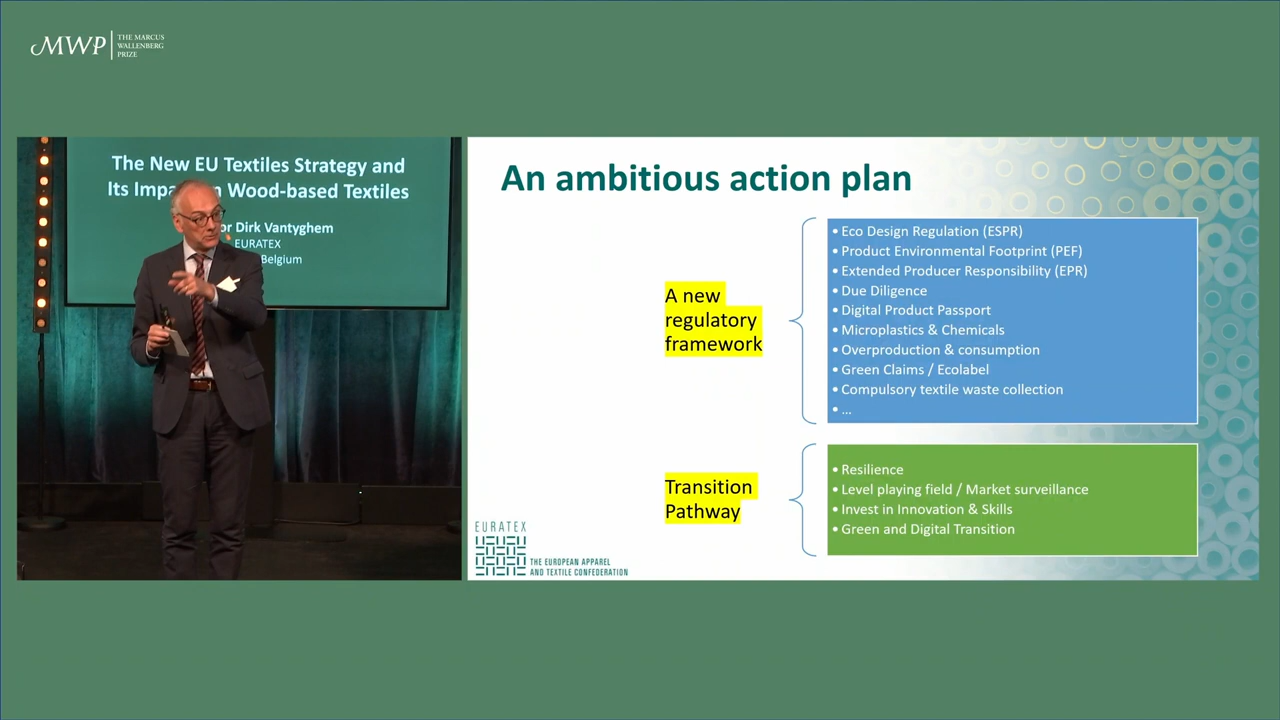 MWP
THE MARCUS
WALLENBERG
PRIZE
The New EU Textiles Strategy and
Its in Wood-based Textiles
Dirk Vantyghem
EURATEX
Belgium
An ambitious action plan
A new
regulatory
framework
• Eco Design Regulation (ESPR)
• Product Environmental Footprint (PEF)
• Extended Producer Responsibility (EPR)
• Due Diligence
• Digital Product Passport
• Microplastics & Chemicals
• Overproduction & consumption
• Green Claims / Ecolabel
• Compulsory textile waste collection
• ...
Transition
Pathway
• Resilience
• Level playing field / Market surveillance
• Invest in Innovation & Skills
• Green and Digital Transition
EURATEX
THE EUROPEAN APPAREL
AND TEXTILE CONFEDERATION